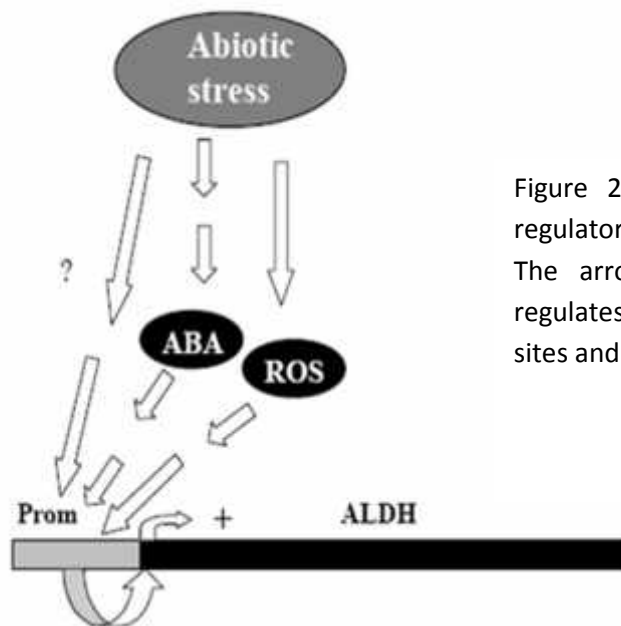 Abiotic
stress
Figure 2
regulator
The arro
regulates
sites and
?
ABA
ROS
Prom
+
ALDH